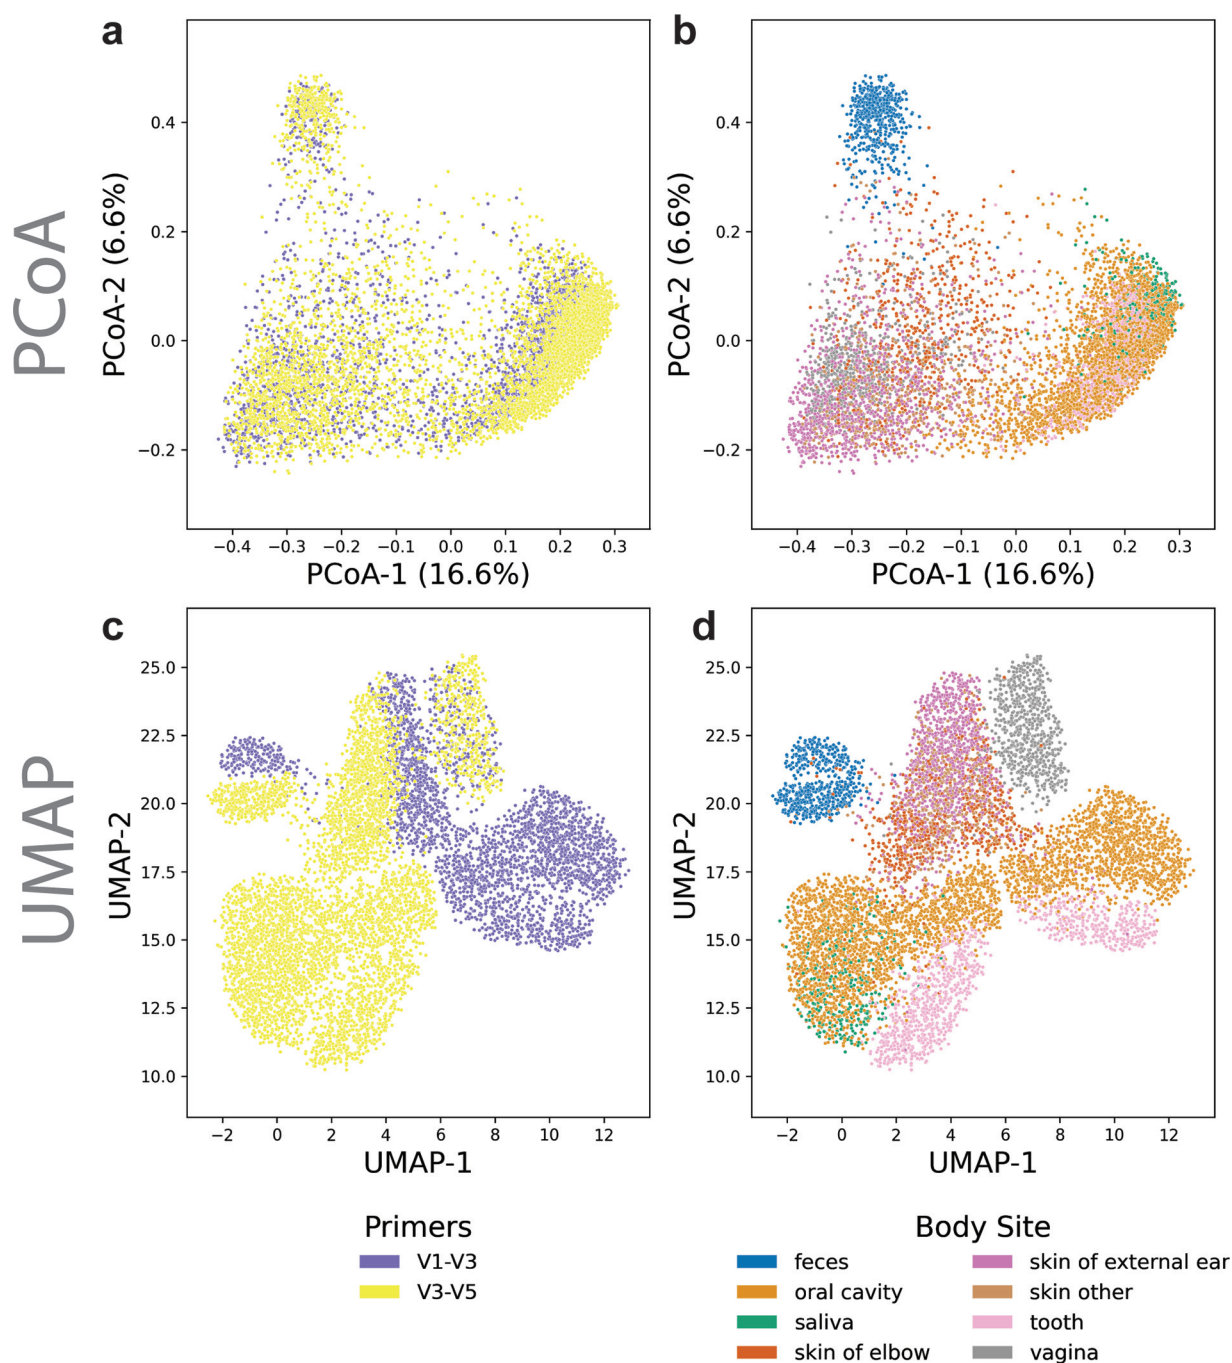 a
b
PCoA
PCoA-2 (6.6%)
0.4
0.2
0.0
−0.2
−0.4 −0.3 −0.2 −0.1 0.0 0.1 0.2 0.3
PCoA-1 (16.6%)
PCoA-2 (6.6%)
0.4
0.2
0.0
−0.2
−0.4 −0.3 −0.2 −0.1 0.0 0.1 0.2 0.3
PCoA-1 (16.6%)
c
d
UMAP
UMAP-2
25.0
22.5
20.0
17.5
15.0
12.5
10.0
−2 0 2 4 6 8 10 12
UMAP-1
UMAP-2
25.0
22.5
20.0
17.5
15.0
12.5
10.0
−2 0 2 4 6 8 10 12
UMAP-1
Primers
V1-V3
V3-V5
Body Site
feces
oral cavity
saliva
skin of elbow
skin of external ear
skin other
tooth
vagina